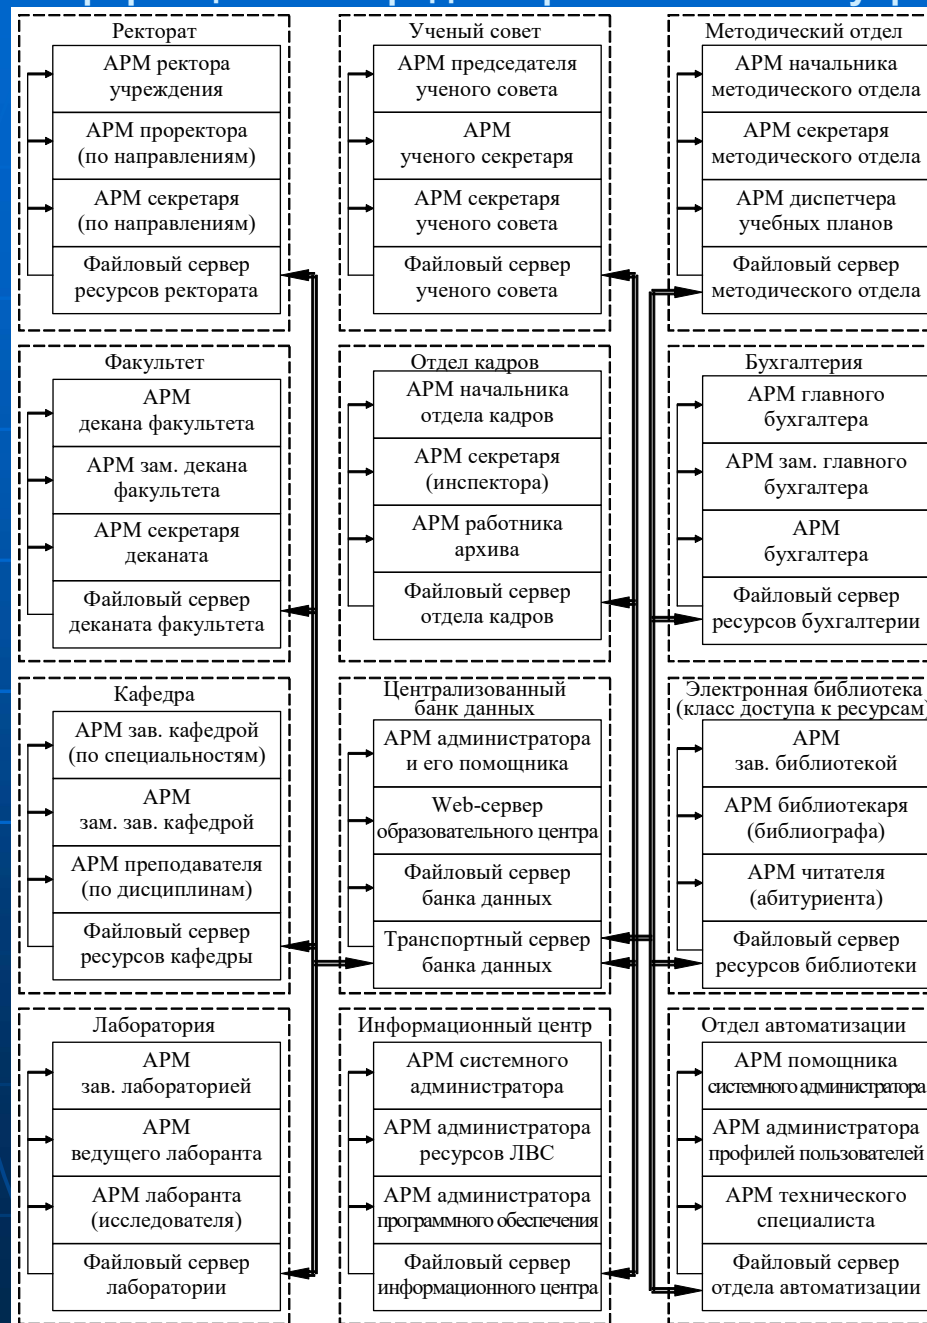 Ректорат
АРМ ректора
учреждения
АРМ проректора
(по направлениям)
АРМ секретаря
(по направлениям)
Файловый сервер
ресурсов ректората
Ученый совет
АРМ председателя
ученого совета
АРМ
ученого секретаря
АРМ секретаря
ученого совета
Файловый сервер
ученого совета
Методический отдел
АРМ начальника
методического отдела
АРМ секретаря
методического отдела
АРМ диспетчера
учебных планов
Файловый сервер
методического отдела
Факультет
АРМ
декана факультета
АРМ зам. декана
факультета
АРМ секретаря
деканата
Файловый сервер
деканата факультета
Отдел кадров
АРМ начальника
отдела кадров
АРМ секретаря
(инспектора)
АРМ работника
архива
Файловый сервер
отдела кадров
Бухгалтерия
АРМ главного
бухгалтера
АРМ зам. главного
бухгалтера
АРМ
бухгалтера
Файловый сервер
ресурсов бухгалтерии
Кафедра
АРМ зав. кафедрой
(по специальностям)
АРМ
зам. зав. кафедрой
АРМ преподавателя
(по дисциплинам)
Файловый сервер
ресурсов кафедры
Централизованный
банк данных
АРМ администратора
и его помощника
Web-сервер
образовательного центра
Файловый сервер
банка данных
Транспортный сервер
банка данных
Электронная библиотека
(класс доступа к ресурсам)
АРМ
зав. библиотекой
АРМ библиотекаря
(библиографа)
АРМ читателя
(абитуриента)
Файловый сервер
ресурсов библиотеки
Лаборатория
АРМ
зав. лабораторией
АРМ
ведущего лаборанта
АРМ лаборанта
(исследователя)
Файловый сервер
лаборатории
Информационный центр
АРМ системного
администратора
АРМ администратора
ресурсов ЛВС
АРМ администратора
программного обеспечения
Файловый сервер
информационного центра
Отдел автоматизации
АРМ помощника
системного администратора
АРМ администратора
профилей пользователей
АРМ технического
специалиста
Файловый сервер
отдела автоматизации